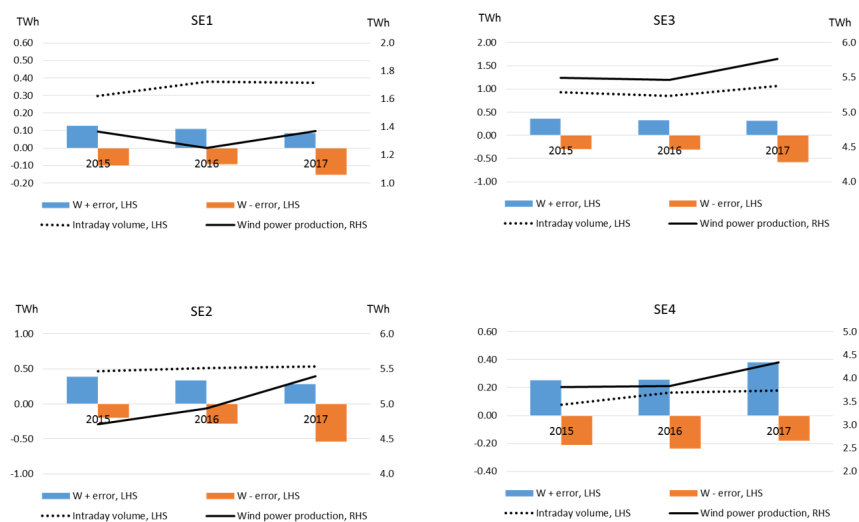 TWh SE1 TWh
0.60 2.0
0.50 1.8
0.40
0.30 1.6
0.20
0.10 1.4
0.00
2015 2016 2017 1.2
-0.10
-0.20 1.0
W + error, LHS W - error, LHS
Intraday volume, LHS Wind power production, RHS
TWh SE3 TWh
2.00 6.0
1.50 5.5
1.00
0.50 5.0
0.00
2015 2016 2017 4.5
-0.50
-1.00 4.0
W + error, LHS W - error, LHS
Intraday volume, LHS Wind power production, RHS
TWh SE2 TWh
1.00 6.0
0.50 5.5
0.00 5.0
2015 2016 2017
-0.50 4.5
-1.00 4.0
W + error, LHS W - error, LHS
Intraday volume, LHS Wind power production, RHS
TWh SE4 TWh
0.60 5.0
4.5
0.40
4.0
0.20 3.5
0.00
2015 2016 2017 3.0
-0.20 2.5
-0.40 2.0
W + error, LHS W - error, LHS
Intraday volume, LHS Wind power production, RHS